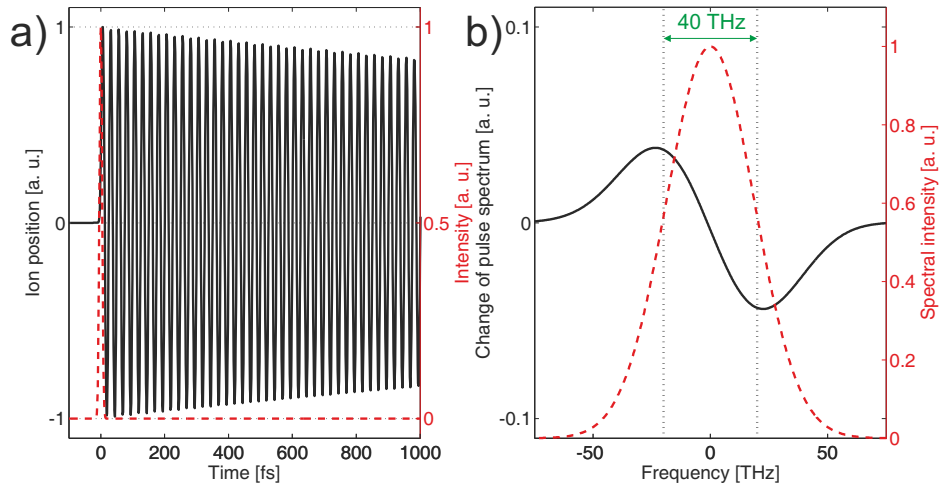 a)
1
0
-1
Ion position [a. u.]
0 200 400 600 800 1000
Time [fs]
1
0.5
0
Intensity [a. u.]
b)
40 THz
0.1
0
-0.1
Change of pulse spectrum [a. u.]
-50 0 50
Frequency [THz]
1
0.8
0.6
0.4
0.2
0
Spectral intensity [a. u.]